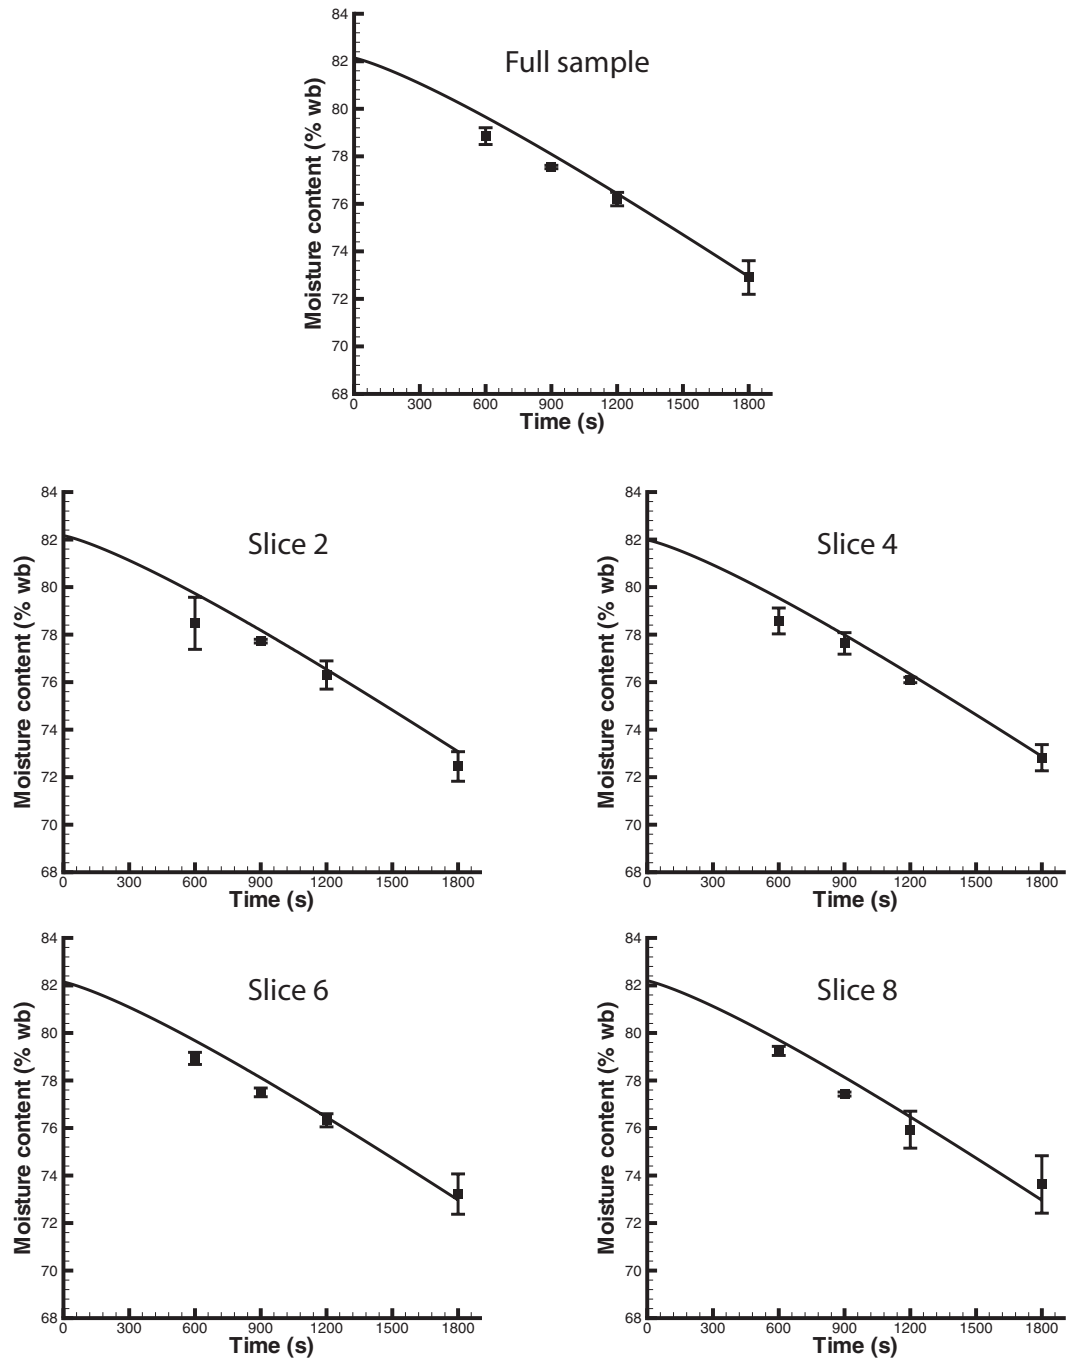 Full sample
Moisture content (% wb)
84
82
80
78
76
74
72
70
68
0 300 600 900 1200 1500 1800
Time (s)
Slice 2
Moisture content (% wb)
84
82
80
78
76
74
72
70
68
0 300 600 900 1200 1500 1800
Time (s)
Slice 4
Moisture content (% wb)
84
82
80
78
76
74
72
70
68
0 300 600 900 1200 1500 1800
Time (s)
Slice 6
Moisture content (% wb)
84
82
80
78
76
74
72
70
68
0 300 600 900 1200 1500 1800
Time (s)
Slice 8
Moisture content (% wb)
84
82
80
78
76
74
72
70
68
0 300 600 900 1200 1500 1800
Time (s)